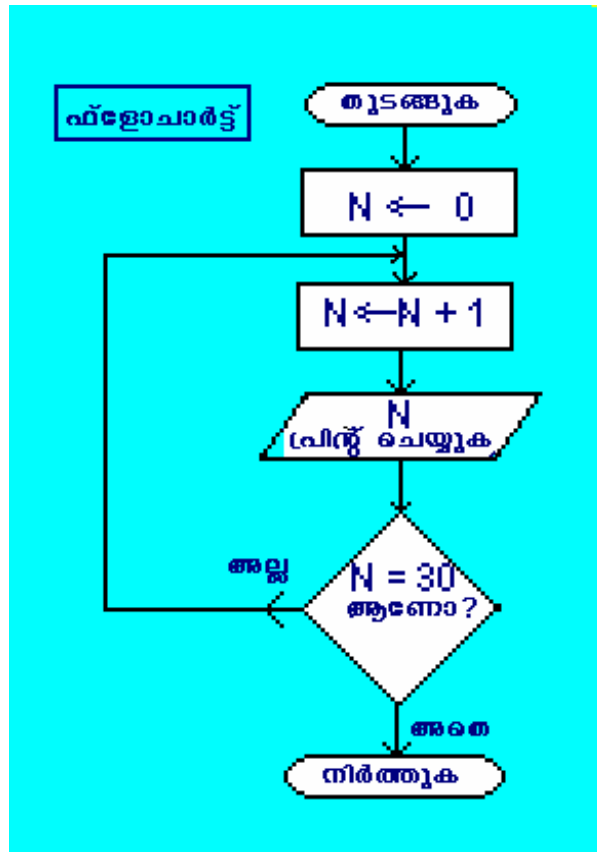 ഫ്ളോചാർട്ട്
തുടങ്ങുക
N ← 0
N←N + 1
N
പ്രിന്റ് ചെയ്യുക
N = 30
ആണോ?
അല്ല
അതെ
നിർത്തുക